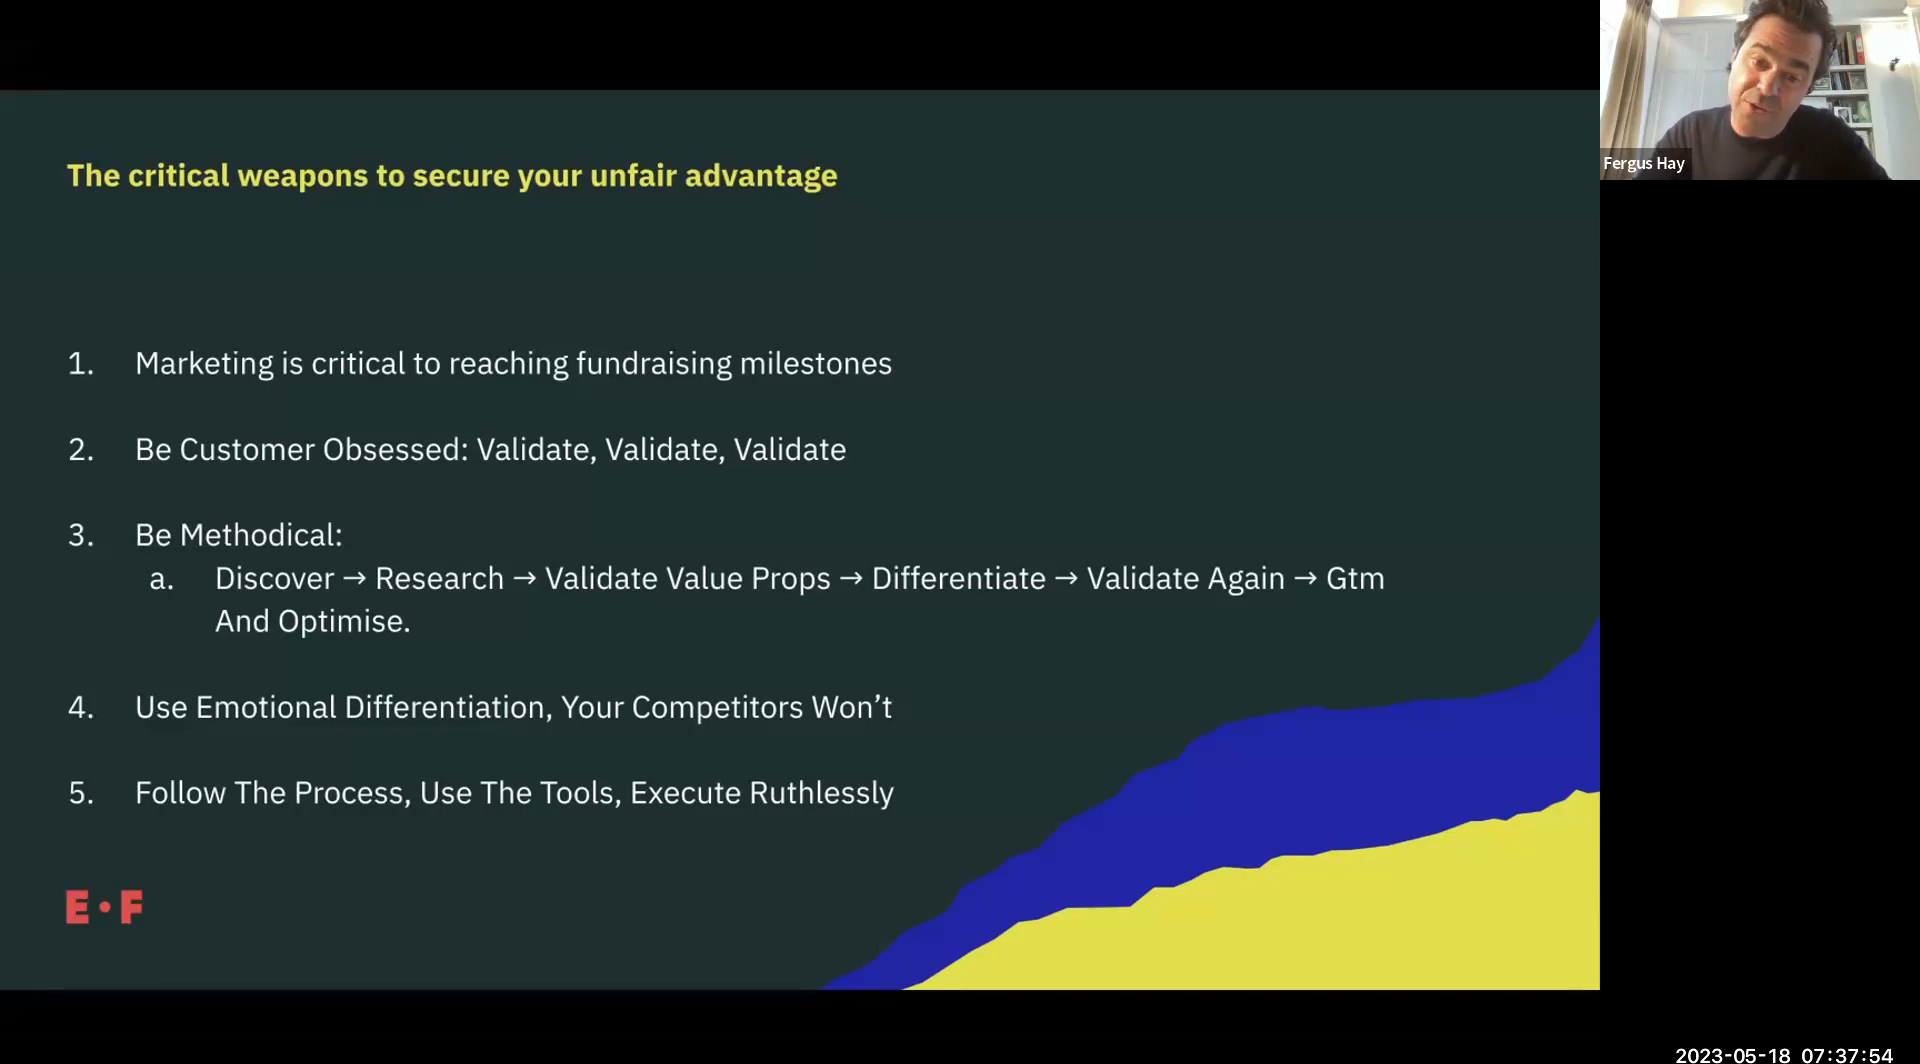 The critical weapons to secure your unfair advantage
1. Marketing is critical to reaching fundraising milestones
2. Be Customer Obsessed: Validate, Validate, Validate
3. Be Methodical:
a. Discover → Research → Validate Value Props → Differentiate → Validate Again → Gtm
And Optimise.
4. Use Emotional Differentiation, Your Competitors Won’t
5. Follow The Process, Use The Tools, Execute Ruthlessly
E•F
Fergus Hay
2023-05-18 07:37:54